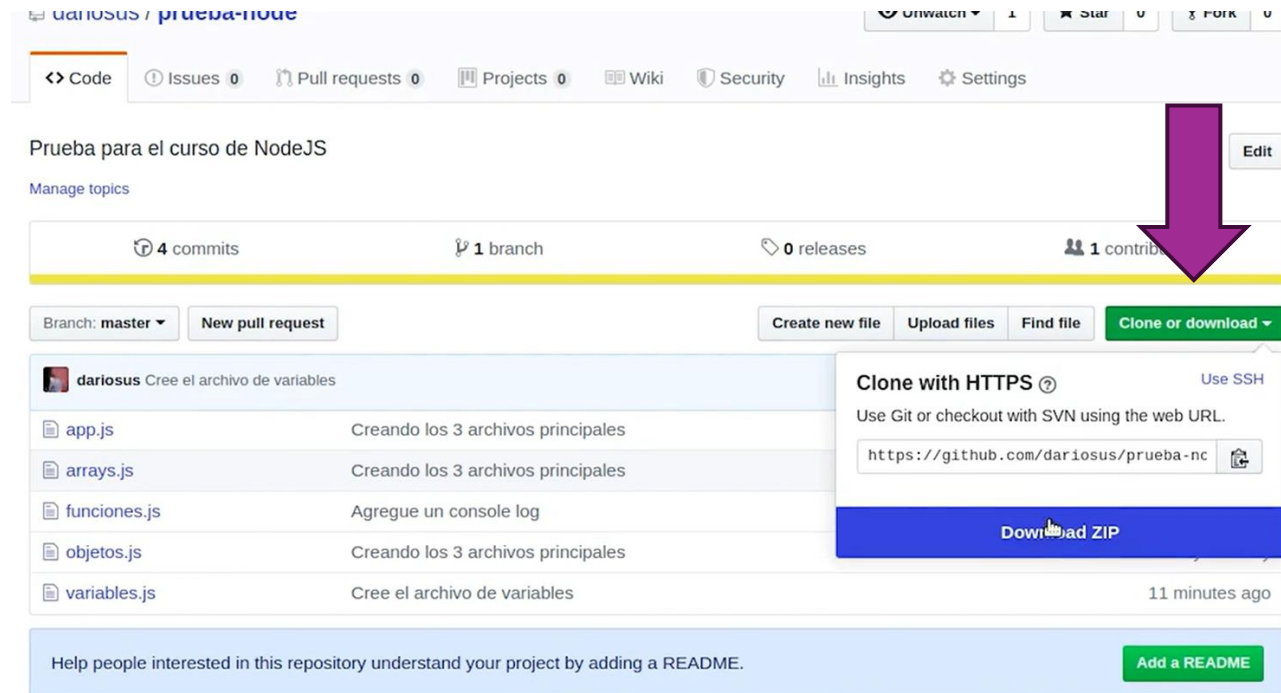 dariosus / prueba-node
Unwatch 1 Star 0 Fork 0
Code Issues 0 Pull requests 0 Projects 0 Wiki Security Insights Settings
Prueba para el curso de NodeJS
Edit
Manage topics
4 commits 1 branch 0 releases 1
Branch: master New pull request Create new file Upload files Find file Clone or download
dariosus Cree el archivo de variables
Clone with HTTPS ? Use SSH
Use Git or checkout with SVN using the web URL.
https://github.com/dariosus/prueba-nc
Download ZIP
app.js Creando los 3 archivos principales
arrays.js Creando los 3 archivos principales
funciones.js Agregue un console log
objetos.js Creando los 3 archivos principales
variables.js Cree el archivo de variables 11 minutes ago
Help people interested in this repository understand your project by adding a README.
Add a README